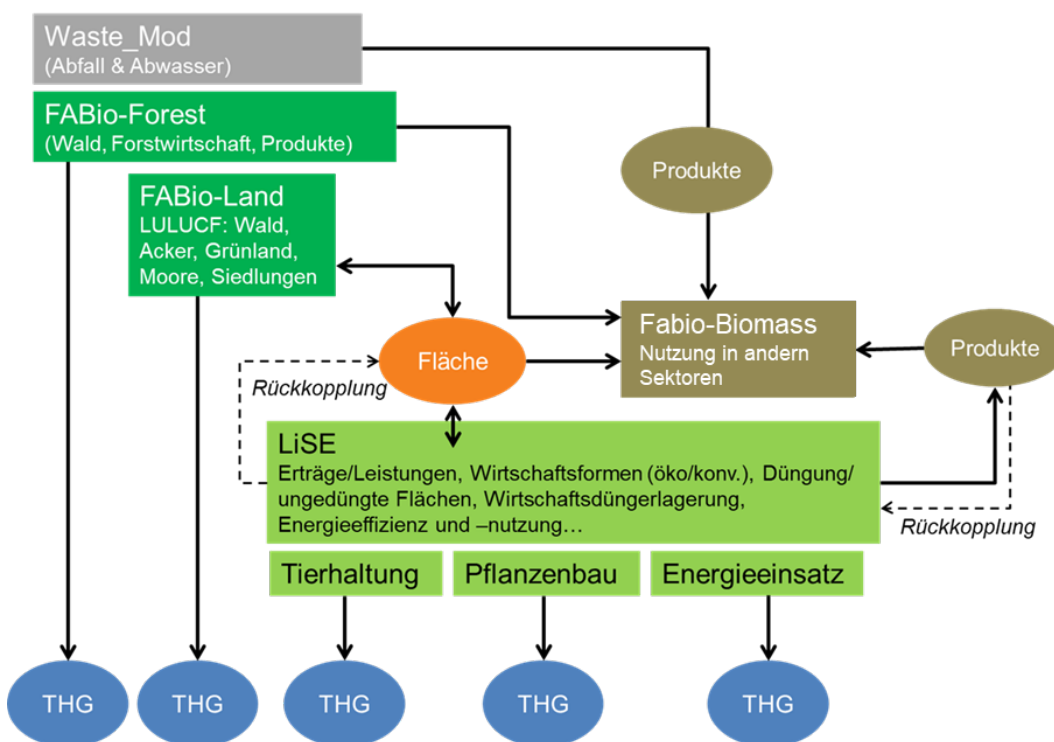 Waste_Mod
(Abfall & Abwasser)
FABio-Forest
(Wald, Forstwirtschaft, Produkte)
Produkte
FABio-Land
LULUCF: Wald,
Acker, Grünland,
Moore, Siedlungen
Fabio-Biomass
Nutzung in andern
Sektoren
Produkte
Fläche
Rückkopplung
LiSE
Erträge/Leistungen, Wirtschaftsformen (öko/konv.), Düngung/
ungedüngte Flächen, Wirtschaftsdüngerlagerung,
Energieeffizienz und –nutzung…
Rückkopplung
Tierhaltung
Pflanzenbau
Energieeinsatz
THG
THG
THG
THG
THG